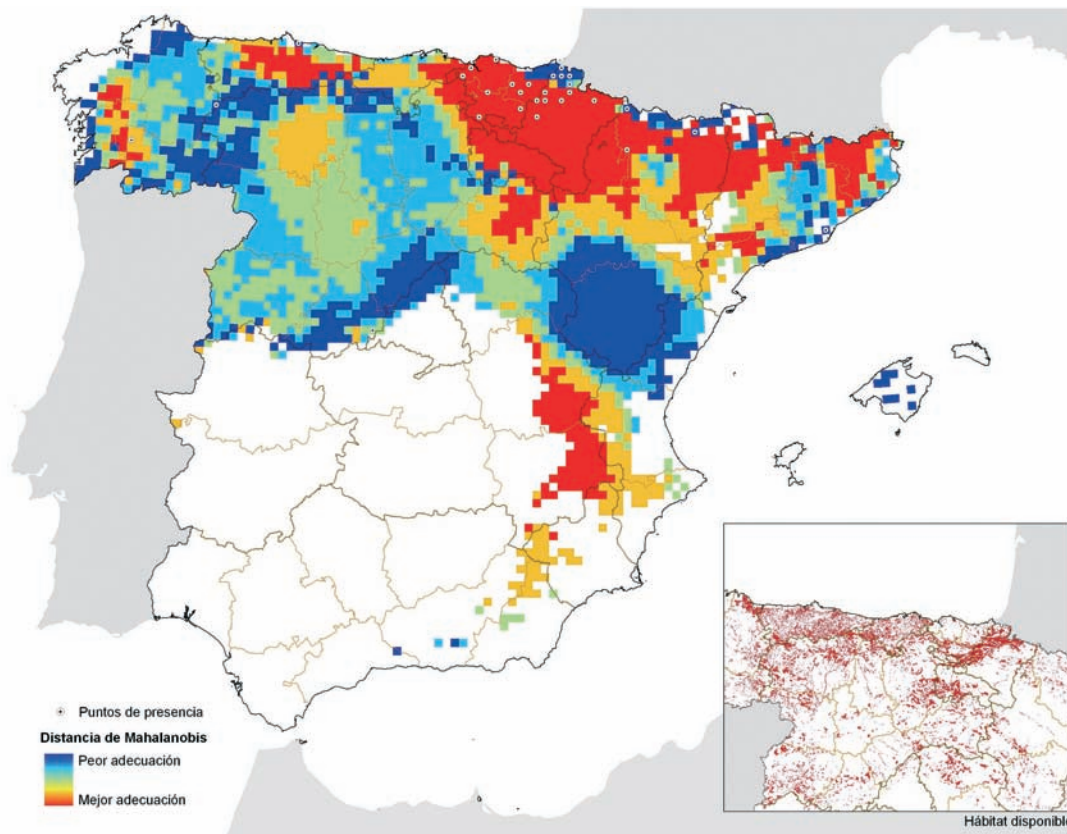 Puntos de presencia
Distancia de Mahalanobis
Peor adecuación
Mejor adecuación
Hábitat disponible